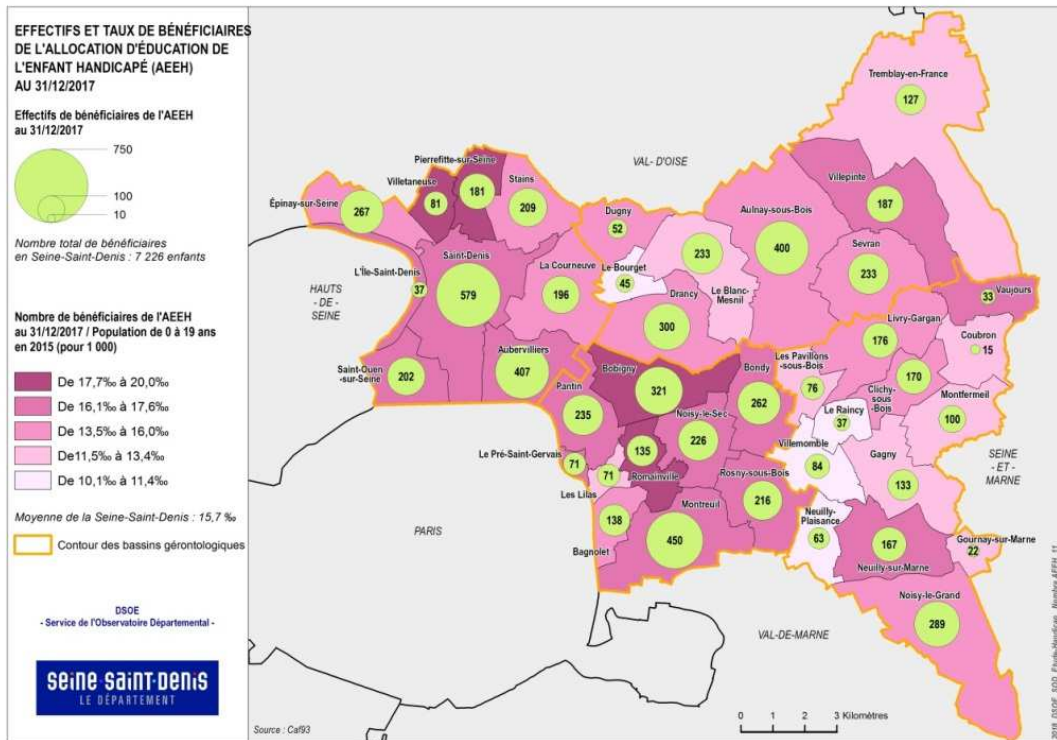 EFFECTIFS ET TAUX DE BÉNÉFICIAIRES
DE L'ALLOCATION D'ÉDUCATION DE
L'ENFANT HANDICAPÉ (AEEH)
AU 31/12/2017
Effectifs de bénéficiaires de l'AEEH
au 31/12/2017
750
100
10
Nombre total de bénéficiaires
en Seine-Saint-Denis : 7 226 enfants
Nombre de bénéficiaires de l'AEEH
au 31/12/2017 / Population de 0 à 19 ans
en 2015 (pour 1 000)
De 17,7‰ à 20,0‰
De 16,1‰ à 17,6‰
De 13,5‰ à 16,0‰
De11,5‰ à 13,4‰
De 10,1‰ à 11,4‰
Moyenne de la Seine-Saint-Denis : 15,7 ‰
Contour des bassins gérontologiques
DSOE
- Service de l'Observatoire Départemental -
seine-saint-denis
LE DÉPARTEMENT
Tremblay-en-France
127
VAL- D'OISE
Pierrefitte-sur-Seine
181
Villetaneuse
81
Stains
209
Épinay-sur-Seine
267
Villepinte
187
Dugny
52
Aulnay-sous-Bois
400
Sevran
233
Saint-Denis
579
L'Île-Saint-Denis
37
La Courneuve
196
Le Bourget
45
233
Le Blanc-
Mesnil
Drancy
300
HAUTS
- DE -
SEINE
Vaujours
33
Livry-Gargan
176
Coubron
15
Saint-Ouen
-sur-Seine
202
Aubervilliers
407
Pantin
235
Bobigny
321
Bondy
262
Les Pavillons
-sous-Bois
76
Clichy
-sous
-Bois
170
Montfermeil
100
Le Raincy
37
Noisy-le-Sec
226
Le Pré-Saint-Gervais
71
Les Lilas
71
135
Romainville
Villemomble
84
Gagny
133
SEINE
- ET -
MARNE
Rosny-sous-Bois
216
Montreuil
450
Bagnolet
138
PARIS
Neuilly-
Plaisance
63
167
Neuilly-sur-Marne
Gournay-sur-Marne
22
Noisy-le-Grand
289
VAL-DE-MARNE
Source : Caf93
0 1 2 3 Kilomètres